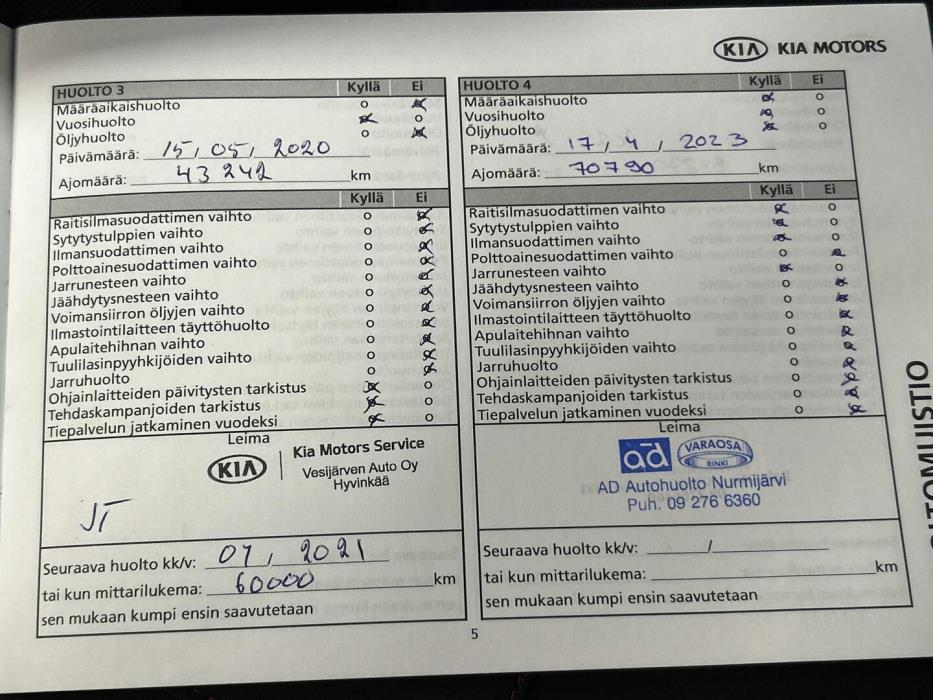 KIA KIA MOTORS
HUOLTO 3 Kyllä Ei
Määräaikaishuolto
Vuosihuolto
Öljyhuolto
Päivämäärä: 15, 05, 2020
Ajomäärä: 43242 km
Kyllä Ei
Raitisilmasuodattimen vaihto
Sytytystulppien vaihto
Ilmansuodattimen vaihto
Polttoainesuodattimen vaihto
Jarrunesteen vaihto
Jäähdytysnesteen vaihto
Voimansiirron öljyjen vaihto
Ilmastointilaitteen täyttöhuolto
Apulaitehihnan vaihto
Tuulilasinpyyhkijöiden vaihto
Jarruhuolto
Ohjainlaitteiden päivitysten tarkistus
Tehdaskampanjoiden tarkistus
Tiepalvelun jatkaminen vuodeksi
Leima
KIA Kia Motors Service
Vesijärven Auto Oy
Hyvinkää
JT
Seuraava huolto kk/v: 07, 2021
tai kun mittarilukema: 60000 km
sen mukaan kumpi ensin saavutetaan
HUOLTO 4 Kyllä Ei
Määräaikaishuolto
Vuosihuolto
Öljyhuolto
Päivämäärä: 17, 4, 2023
Ajomäärä: 70790 km
Kyllä Ei
Raitisilmasuodattimen vaihto
Sytytystulppien vaihto
Ilmansuodattimen vaihto
Polttoainesuodattimen vaihto
Jarrunesteen vaihto
Jäähdytysnesteen vaihto
Voimansiirron öljyjen vaihto
Ilmastointilaitteen täyttöhuolto
Apulaitehihnan vaihto
Tuulilasinpyyhkijöiden vaihto
Jarruhuolto
Ohjainlaitteiden päivitysten tarkistus
Tehdaskampanjoiden tarkistus
Tiepalvelun jatkaminen vuodeksi
Leima
ad VARAOSA
RINKI
AD Autohuolto Nurmijärvi
Puh. 09 276 6360
Seuraava huolto kk/v: /
tai kun mittarilukema: km
sen mukaan kumpi ensin saavutetaan
5